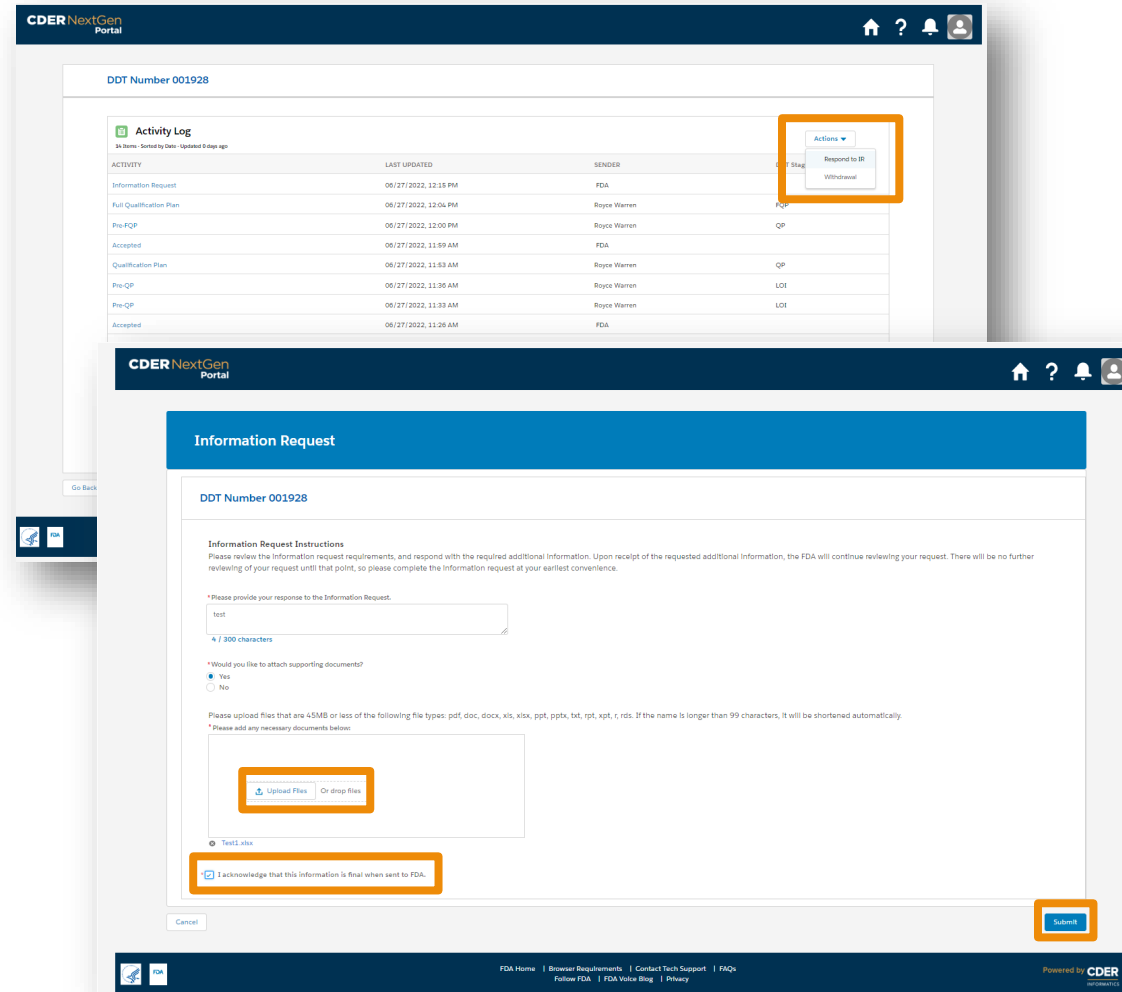 CDER NextGen
Portal
?
DDT Number 001928
Activity Log
14 Items - Sorted by Date - Updated 0 days ago
Actions
Respond to IR
Withdrawal
ACTIVITY LAST UPDATED SENDER Stag
Information Request 06/27/2022, 12:15 PM FDA
Full Qualification Plan 06/27/2022, 12:04 PM Royce Warren FQP
Pre-FQP 06/27/2022, 12:00 PM Royce Warren QP
Accepted 06/27/2022, 11:59 AM FDA
Qualification Plan 06/27/2022, 11:53 AM Royce Warren QP
Pre-QP 06/27/2022, 11:36 AM Royce Warren LOI
Pre-QP 06/27/2022, 11:33 AM Royce Warren LOI
Accepted 06/27/2022, 11:26 AM FDA
Go Back
FDA
CDER NextGen
Portal
?
Information Request
DDT Number 001928
Information Request Instructions
Please review the information request requirements, and respond with the required additional information. Upon receipt of the requested additional information, the FDA will continue reviewing your request. There will be no further
reviewing of your request until that point, so please complete the information request at your earliest convenience.
*Please provide your response to the Information Request.
test
4 / 300 characters
*Would you like to attach supporting documents?
Yes
No
Please upload files that are 45MB or less of the following file types: pdf, doc, docx, xls, xlsx, ppt, pptx, txt, rpt, xpt, r, rds. If the name is longer than 99 characters, it will be shortened automatically.
*Please add any necessary documents below:
Upload Files Or drop files
Test1.xlsx
* I acknowledge that this information is final when sent to FDA.
Cancel Submit
FDA
FDA Home | Browser Requirements | Contact Tech Support | FAQs
Follow FDA | FDA Voice Blog | Privacy
Powered by CDER
INFORMATICS